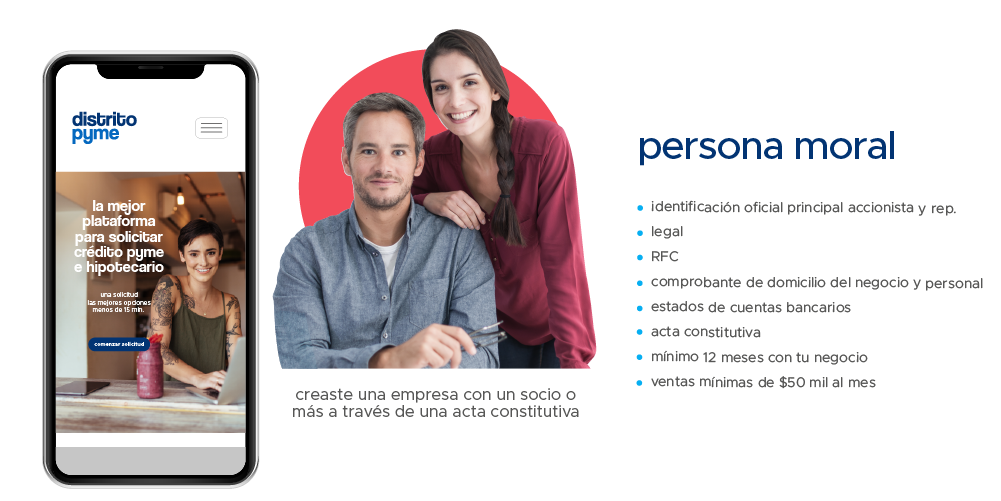 distrito
pyme
la mejor
plataforma
para solicitar
crédito pyme
e hipotecario
una solicitud
las mejores opciones
menos de 15 min.
comenzar solicitud
creaste una empresa con un socio o
más a través de una acta constitutiva
persona moral
identificación oficial principal accionista y rep.
legal
RFC
comprobante de domicilio del negocio y personal
estados de cuentas bancarios
acta constitutiva
mínimo 12 meses con tu negocio
ventas mínimas de $50 mil al mes